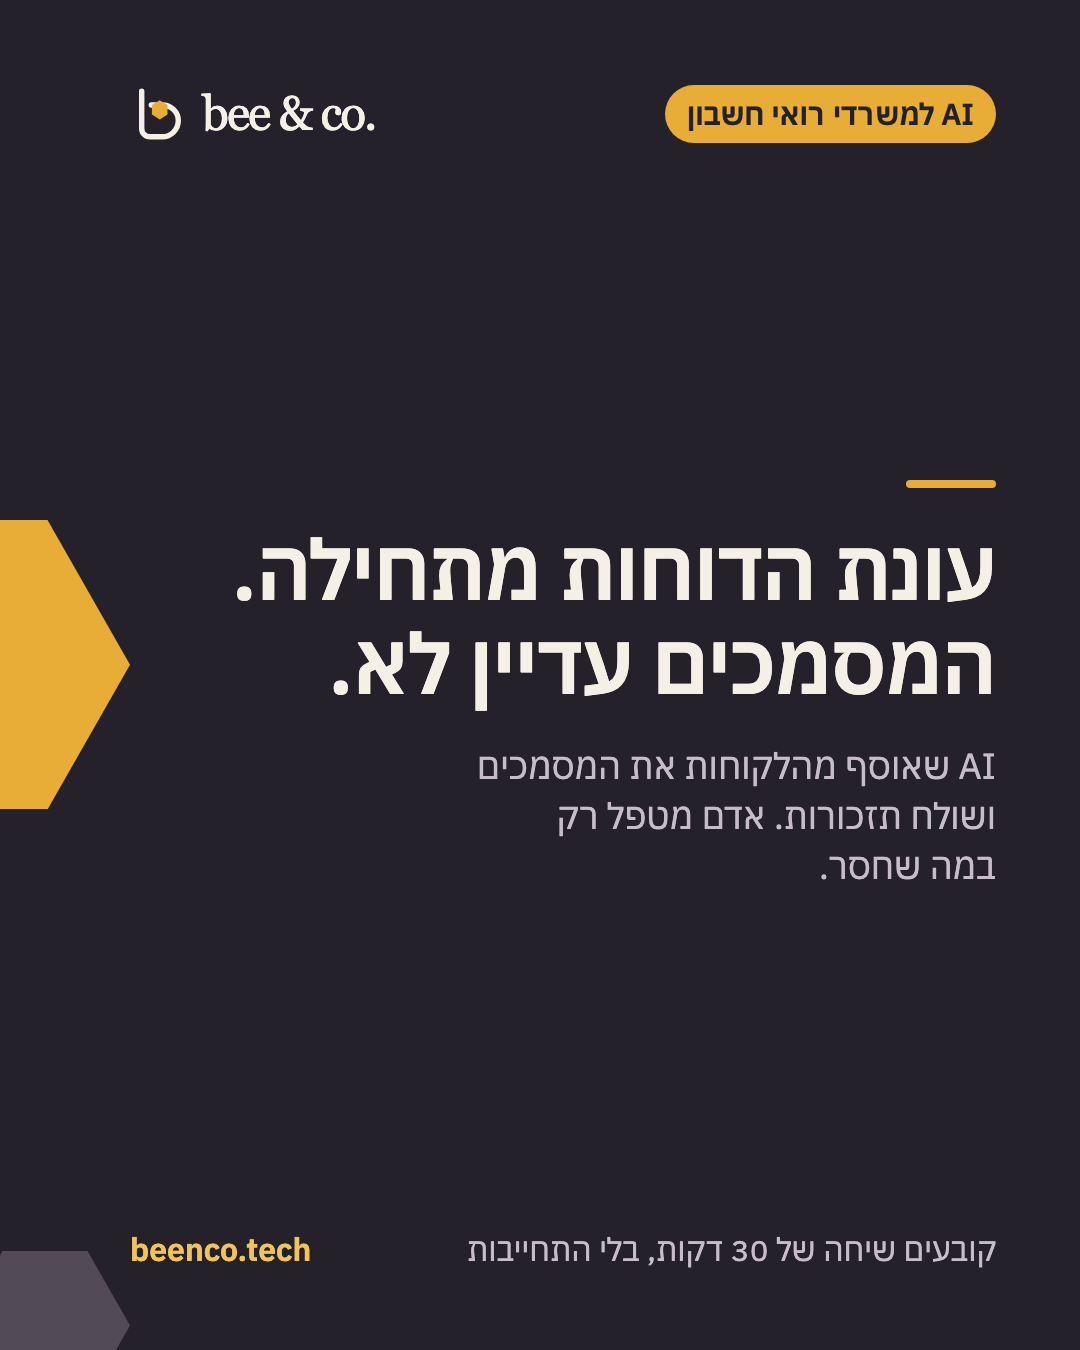 AI למשרדי רואי חשבון
bee & co.
עונת הדוחות מתחילה.
המסמכים עדיין לא.
AI שאוסף מהלקוחות את המסמכים
ושולח תזכורות. אדם מטפל רק
במה שחסר.
קובעים שיחה של 30 דקות, בלי התחייבות
beenco.tech